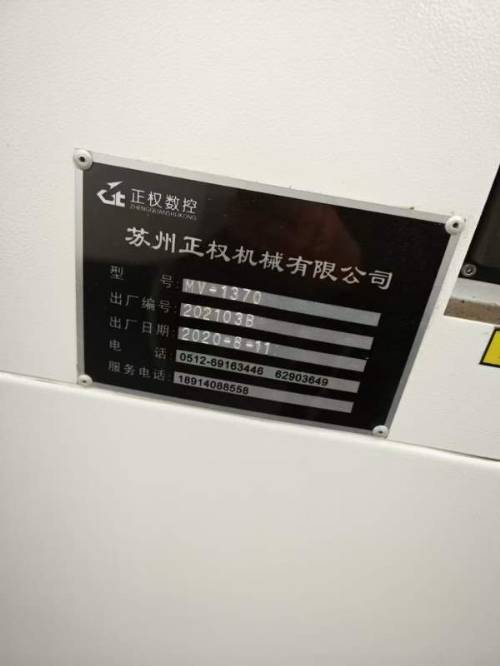 正权数控
ZHENGQUANSHUKONG
苏州正权机械有限公司
型 号: MV-1370
出厂编号: 202103B
出厂日期: 2020-8-11
电 话: 0512-69163446 62903649
服务电话: 18914088558